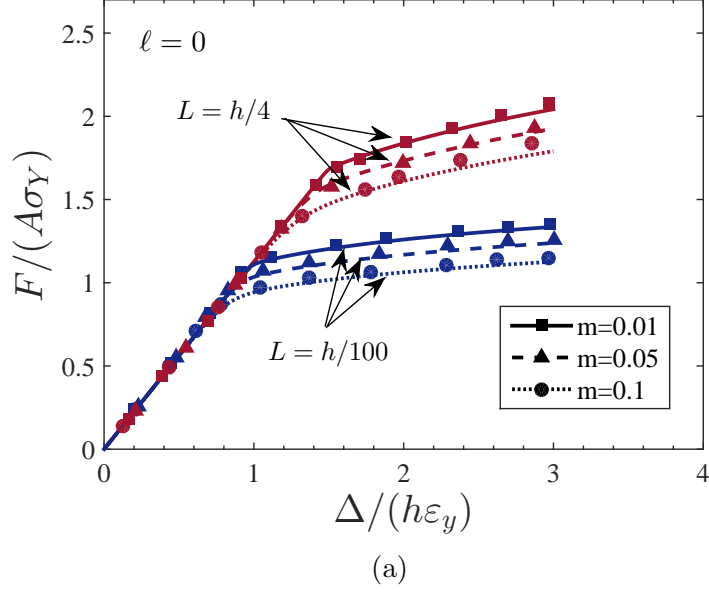 2.5
ℓ = 0
L = h/4
2
1.5
1
0.5
0
F/(Aσ_Y)
L = h/100
m=0.01
m=0.05
m=0.1
0 1 2 3 4
Δ/(hε_y)
(a)